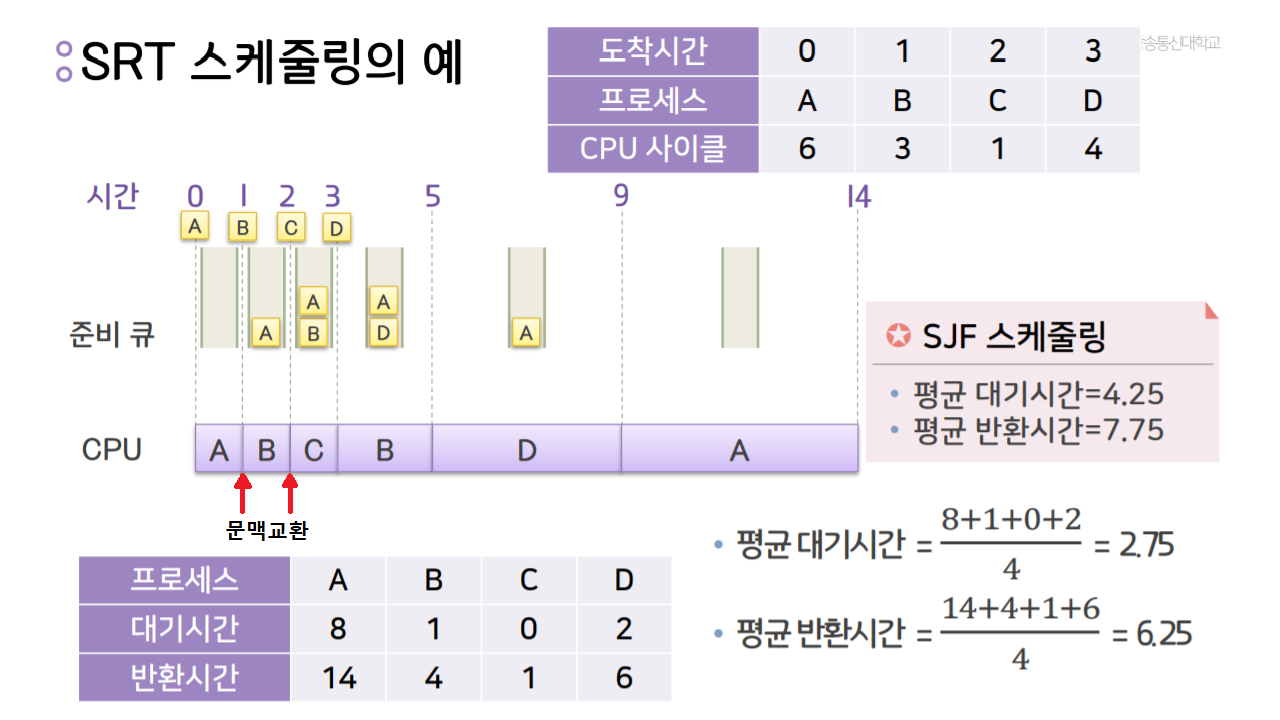 SRT 스케줄링의 예
도착시간 0 1 2 3
프로세스 A B C D
CPU 사이클 6 3 1 4
송통신대학교
시간 0 1 2 3 5 9 14
A B C D
A A
준비 큐 A B D A
CPU A B C B D A
문맥교환
SJF 스케줄링
• 평균 대기시간=4.25
• 평균 반환시간=7.75
프로세스 A B C D
대기시간 8 1 0 2
반환시간 14 4 1 6
• 평균 대기시간 = 8+1+0+2 / 4 = 2.75
• 평균 반환시간 = 14+4+1+6 / 4 = 6.25